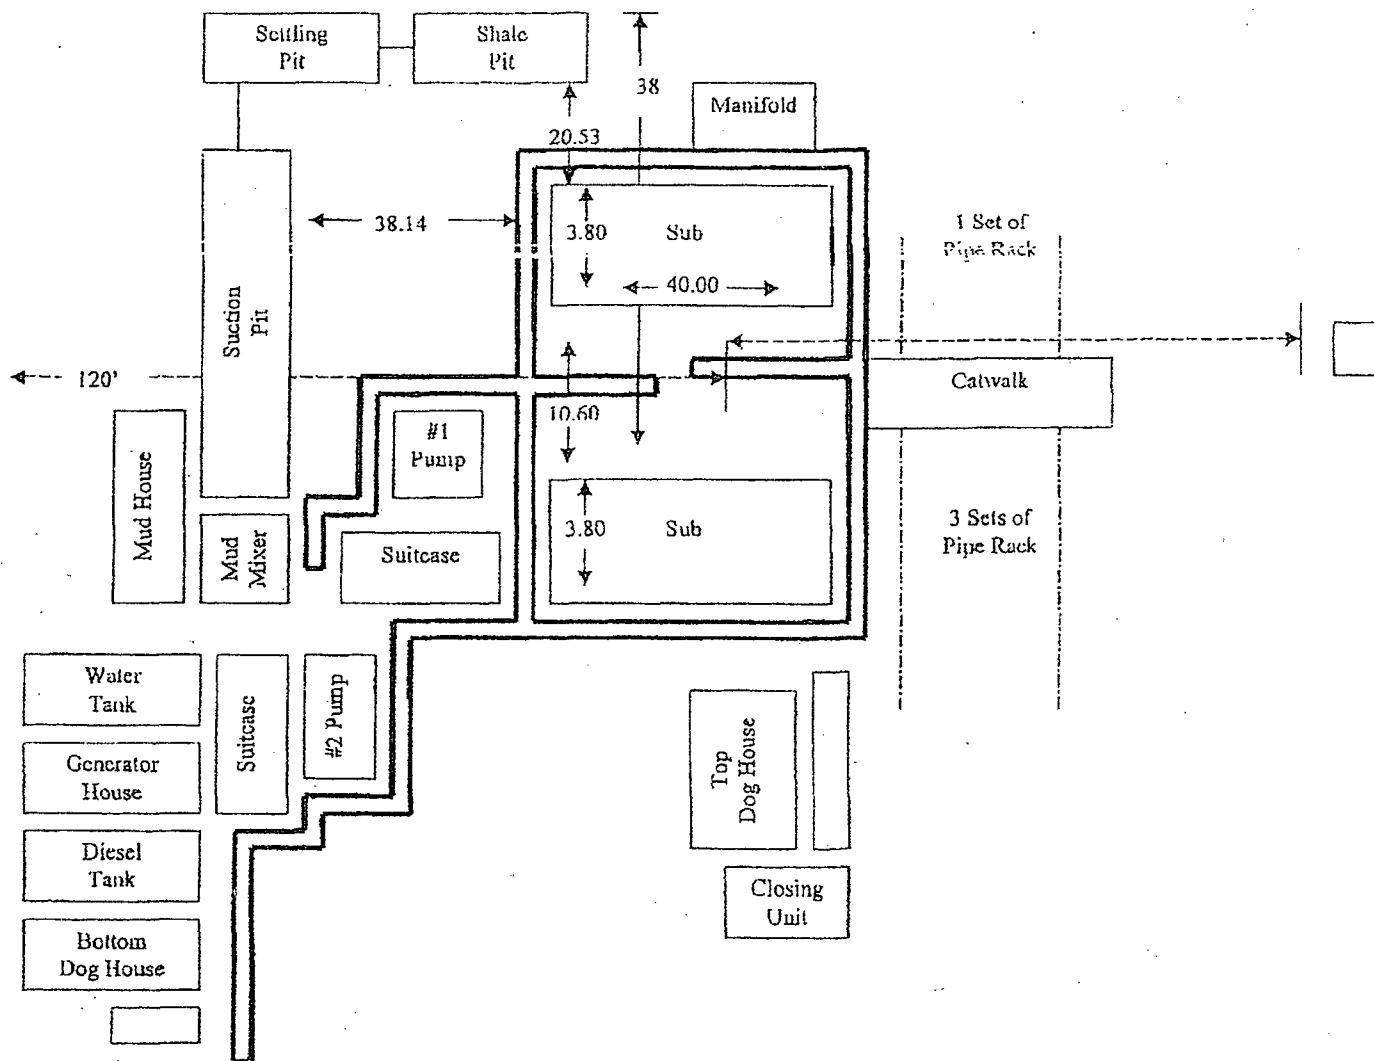 Settling
Pit
Shale
Pit
38
Manifold
20.53
38.14
3.80
Sub
40.00
1 Set of
Pipe Rack
Suction
Pit
120'
10.60
Catwalk
#1
Pump
Mud House
Mud
Mixer
Suitcase
3.80
Sub
3 Sets of
Pipe Rack
Water
Tank
Suitcase
#2 Pump
Generator
House
Top
Dog House
Diesel
Tank
Closing
Unit
Bottom
Dog House